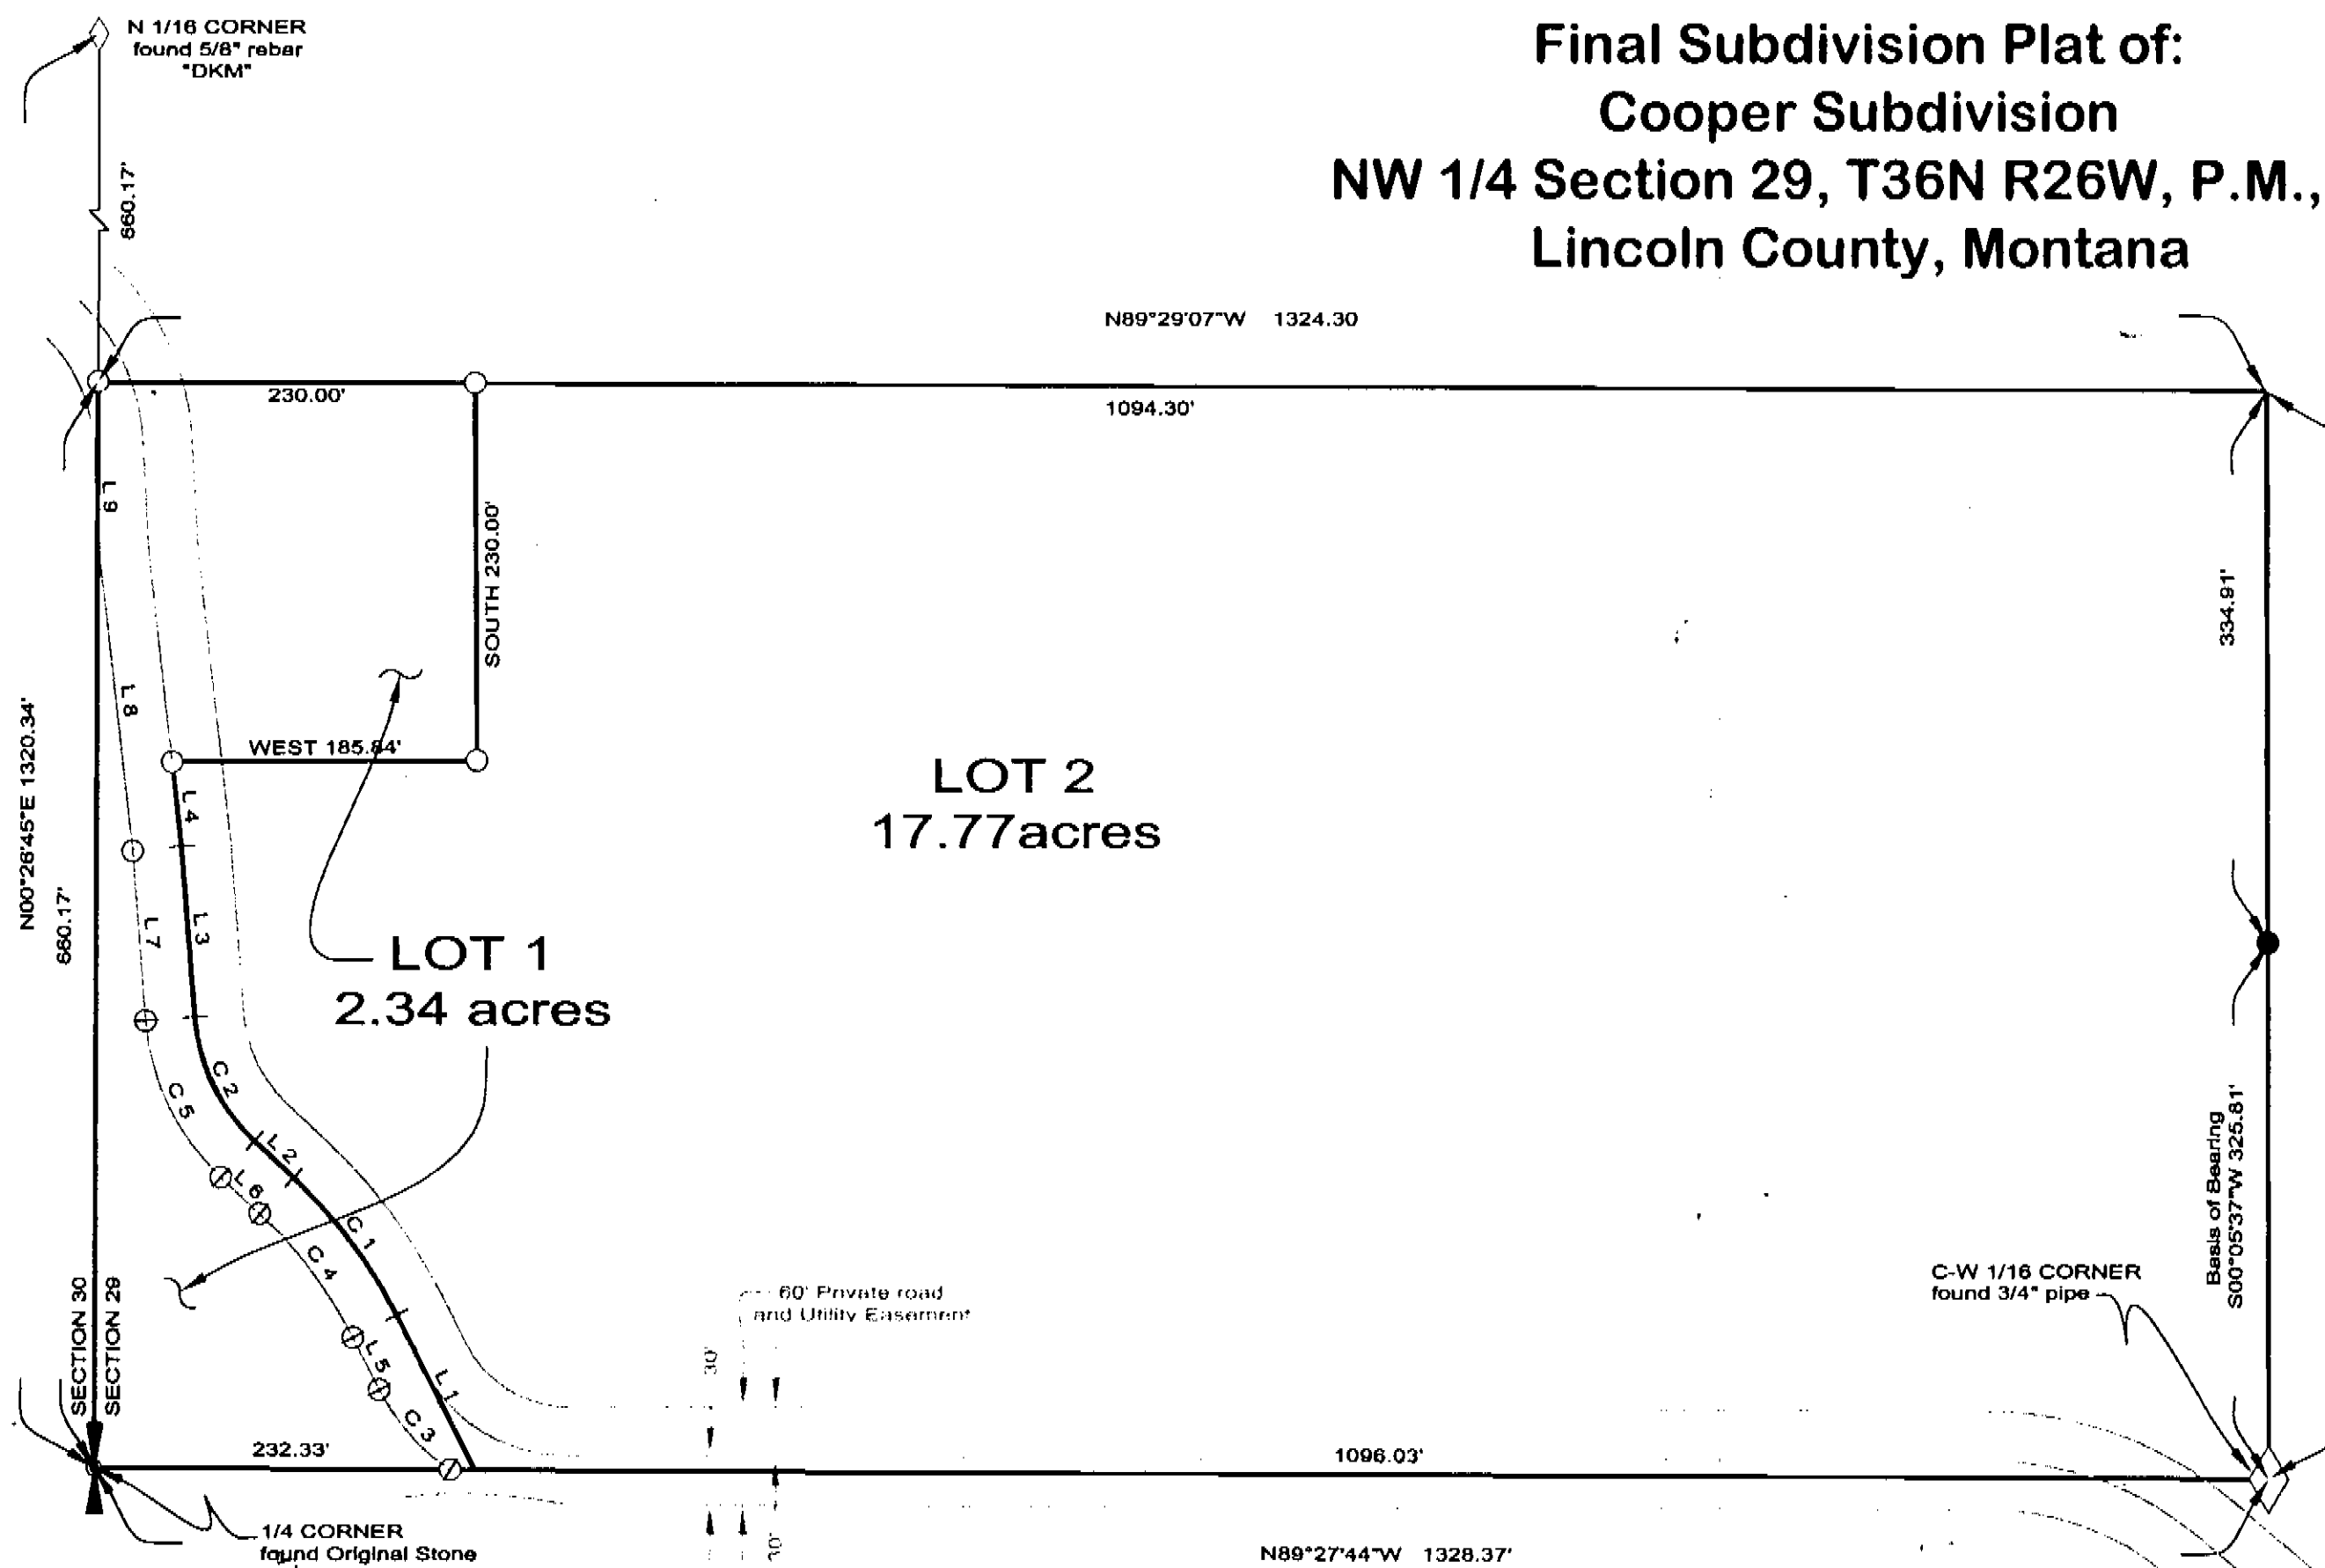 N 1/16 CORNER
found 5/8" rebar
"DKM"
Final Subdivision Plat of:
Cooper Subdivision
NW 1/4 Section 29, T36N R26W, P.M.,
Lincoln County, Montana
660.17'
N89°29'07"W 1324.30
230.00'
1094.30'
L 9
SOUTH 230.00'
334.91'
L 8
WEST 185.84'
N00°26'45"E 1320.34'
660.17'
L 4
LOT 2
17.77acres
L 7
L 3
LOT 1
2.34 acres
C 2
C 5
L 2
L 6
C 1
C 4
Basis of Bearing
S00°05'37"W 325.81'
C-W 1/16 CORNER
found 3/4" pipe
SECTION 30
SECTION 29
60' Private road
and Utility Easement
30'
L 5
L 1
C 3
232.33'
1096.03'
1/4 CORNER
found Original Stone
30'
N89°27'44"W 1328.37'